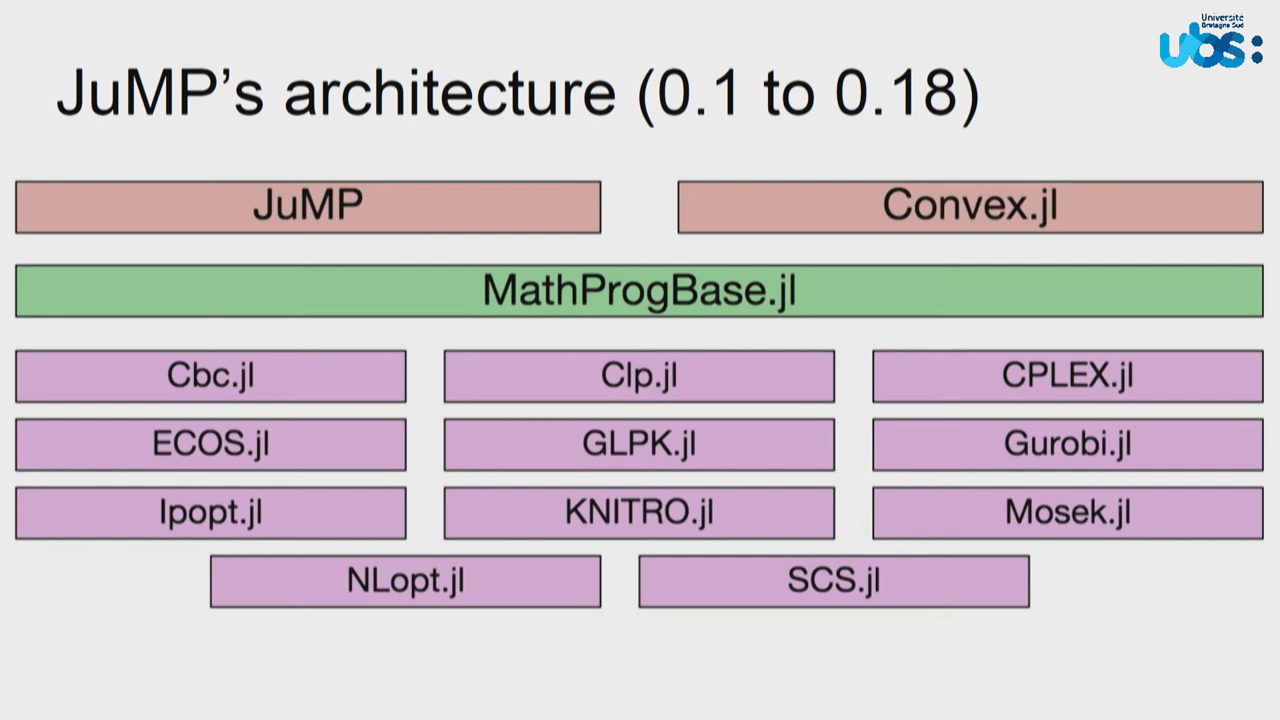 Université
Bretagne Sud
ubs:
JuMP's architecture (0.1 to 0.18)
JuMP
Convex.jl
MathProgBase.jl
Cbc.jl
Clp.jl
CPLEX.jl
ECOS.jl
GLPK.jl
Gurobi.jl
Ipopt.jl
KNITRO.jl
Mosek.jl
NLopt.jl
SCS.jl